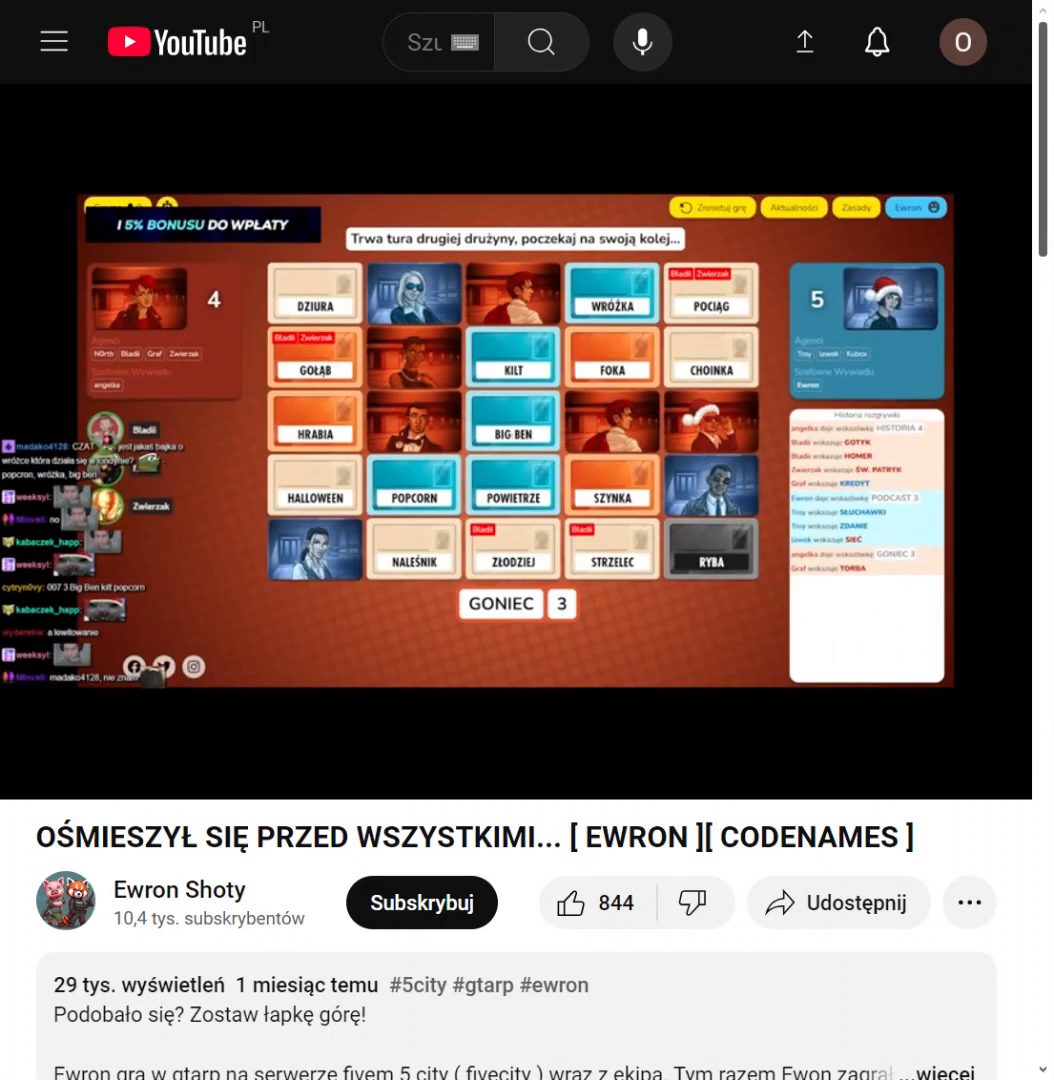 YouTube PL
Szu
O
I 5% BONUSU DO WPŁATY
Zresetuj grę
Aktualności
Zasady
Ewron
Trwa tura drugiej drużyny, poczekaj na swoją kolej...
4
Agenci
N0rth Bladii Graf Zwierzak
Szefowie Wywiadu
angelka
DZIURA
WRÓŻKA
Bladii Zwierzak
POCIĄG
Bladii Zwierzak
GOŁĄB
KILT
FOKA
CHOINKA
HRABIA
BIG BEN
HALLOWEEN
POPCORN
POWIETRZE
SZYNKA
NALEŚNIK
Bladii
ZŁODZIEJ
Bladii
STRZELEC
RYBA
GONIEC 3
5
Agenci
Troy Lewek Kubox
Szefowie Wywiadu
Ewron
Historia rozgrywki
angelka daje wskazówkę HISTORIA 4
Bladii wskazuje GOTYK
Bladii wskazuje HOMER
Zwierzak wskazuje ŚW. PATRYK
Graf wskazuje KREDYT
Ewron daje wskazówkę PODCAST 3
Troy wskazuje SŁUCHAWKI
Troy wskazuje ZDANIE
Lewek wskazuje SIEĆ
angelka daje wskazówkę GONIEC 3
Graf wskazuje TORBA
Bladii
Zwierzak
madako4128: CZAT jest jakaś bajka o
wróżce która działa się w londynie?
popcron, wróżka, big ben
weeksyl:
Minveil: no
kabaczek_happ:
weeksyl:
cytryn0vy: 007 3 Big Ben kilt popcorn
kabaczek_happ:
wyderekw: a lewitowanie
weeksyl:
Minveil: madako4128, nie znam
OŚMIESZYŁ SIĘ PRZED WSZYSTKIMI... [ EWRON ][ CODENAMES ]
Ewron Shoty
10,4 tys. subskrybentów
Subskrybuj
844
Udostępnij
29 tys. wyświetleń 1 miesiąc temu #5city #gtarp #ewron
Podobało się? Zostaw łapkę górę!
Ewron gra w gtarp na serwerze fivem 5 city ( fivecity ) wraz z ekipą. Tym razem Ewon zagrał ...więcej